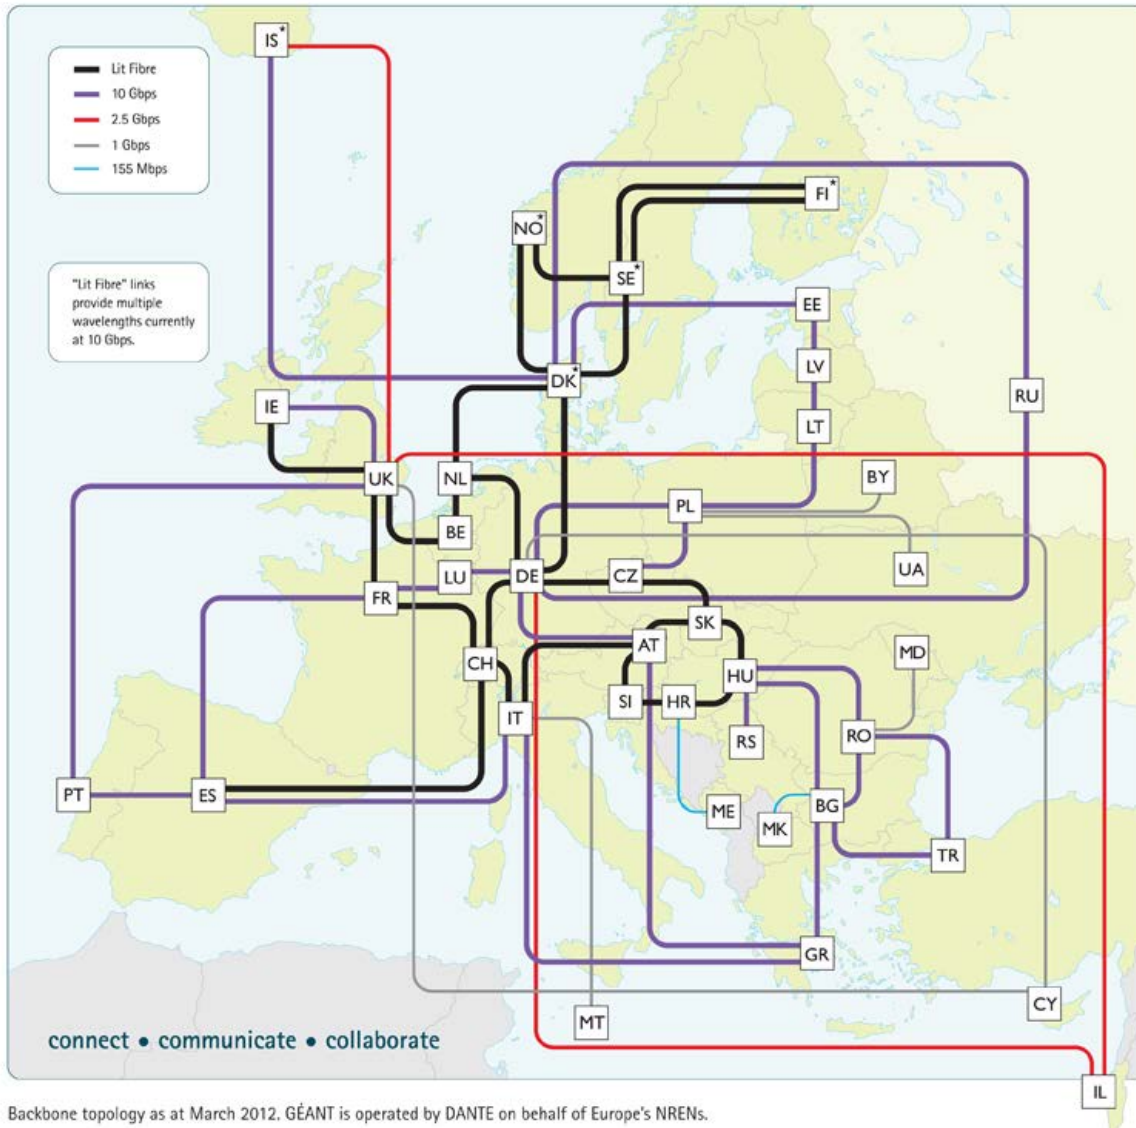 IS*
Lit Fibre
10 Gbps
2.5 Gbps
1 Gbps
155 Mbps
FI*
NO*
SE*
"Lit Fibre" links
provide multiple
wavelengths currently
at 10 Gbps.
EE
LV
DK*
RU
IE
LT
UK
NL
BY
PL
BE
UA
LU
DE
CZ
FR
SK
AT
MD
CH
HU
SI
HR
IT
RS
RO
PT
ES
BG
ME
MK
TR
GR
CY
MT
connect • communicate • collaborate
IL
Backbone topology as at March 2012. GÉANT is operated by DANTE on behalf of Europe's NRENs.